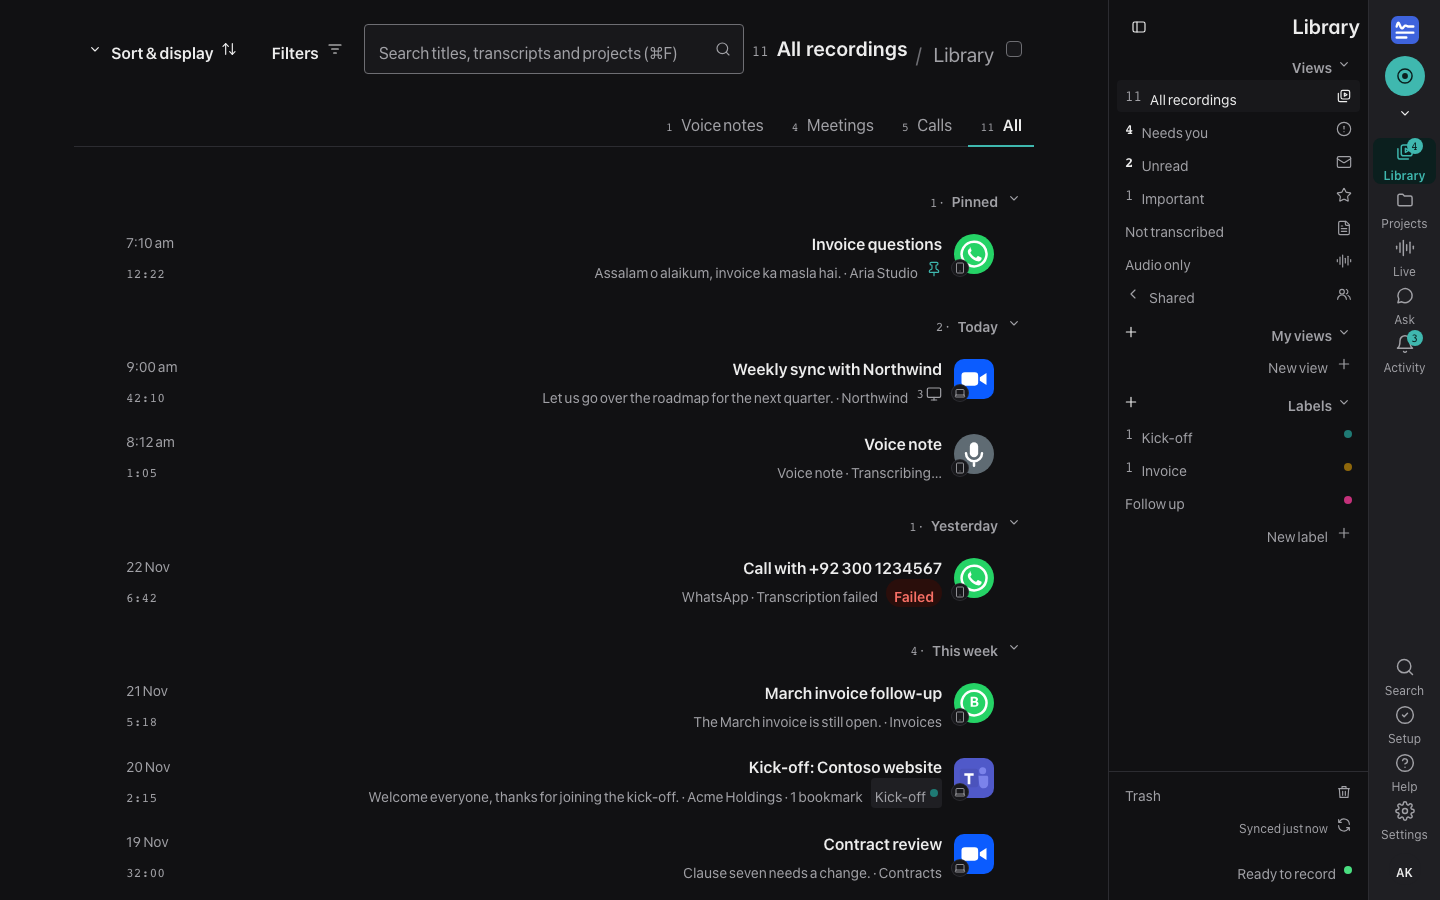 Sort & display
Filters
Search titles, transcripts and projects (⌘F)
11 All recordings / Library
1 Voice notes
4 Meetings
5 Calls
11 All
1 · Pinned
7:10 am
Invoice questions
12:22
Assalam o alaikum, invoice ka masla hai. · Aria Studio
2 · Today
9:00 am
Weekly sync with Northwind
42:10
Let us go over the roadmap for the next quarter. · Northwind 3
8:12 am
Voice note
1:05
Voice note · Transcribing…
1 · Yesterday
22 Nov
Call with +92 300 1234567
6:42
WhatsApp · Transcription failed Failed
4 · This week
21 Nov
March invoice follow-up
5:18
The March invoice is still open. · Invoices
B
20 Nov
Kick-off: Contoso website
2:15
Welcome everyone, thanks for joining the kick-off. · Acme Holdings · 1 bookmark Kick-off
T
19 Nov
Contract review
32:00
Clause seven needs a change. · Contracts
Library
Views
11 All recordings
4 Needs you
2 Unread
1 Important
Not transcribed
Audio only
Shared
My views
New view
Labels
1 Kick-off
1 Invoice
Follow up
New label
Trash
Synced just now
Ready to record
4
Library
Projects
Live
Ask
3
Activity
Search
Setup
Help
Settings
AK